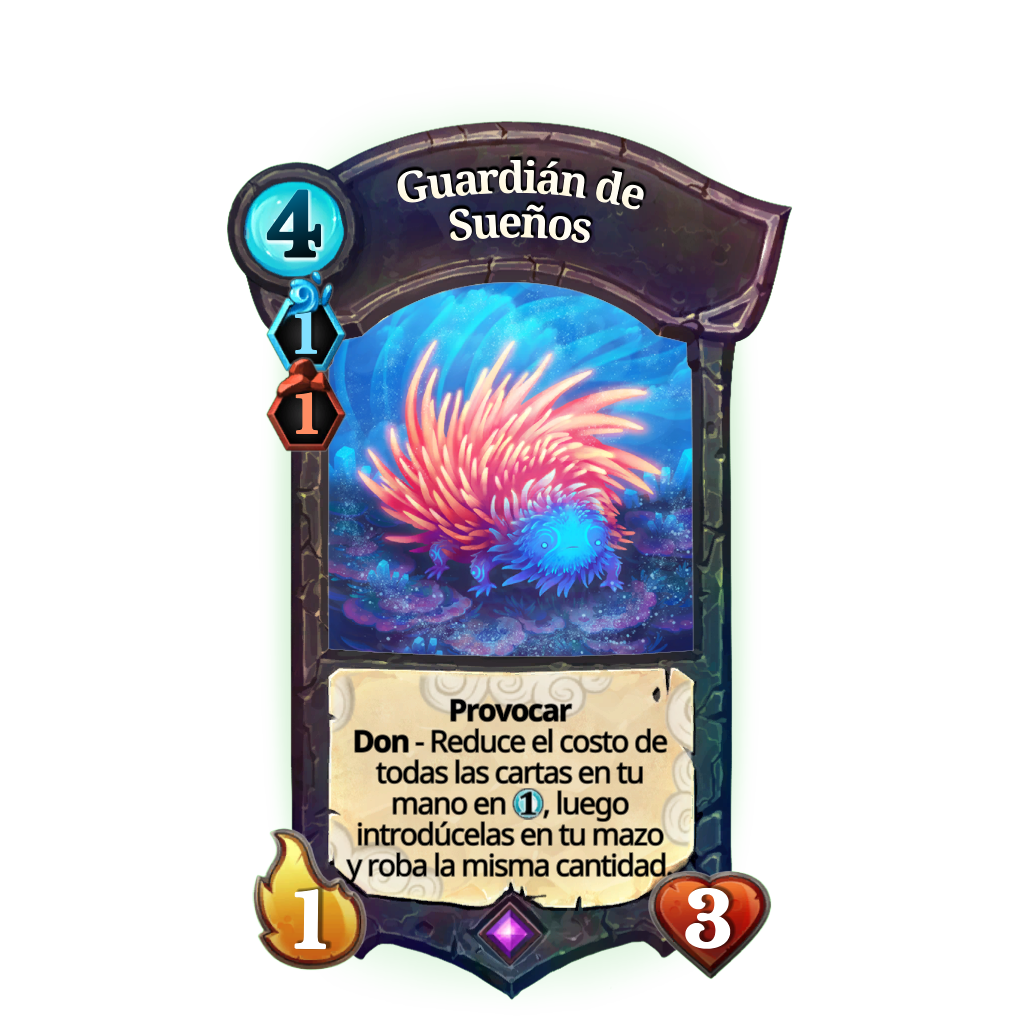 Guardián de
Sueños
4
1
1
Provocar
Don - Reduce el costo de
todas las cartas en tu
mano en 1, luego
introdúcelas en tu mazo
y roba la misma cantidad.
1
3